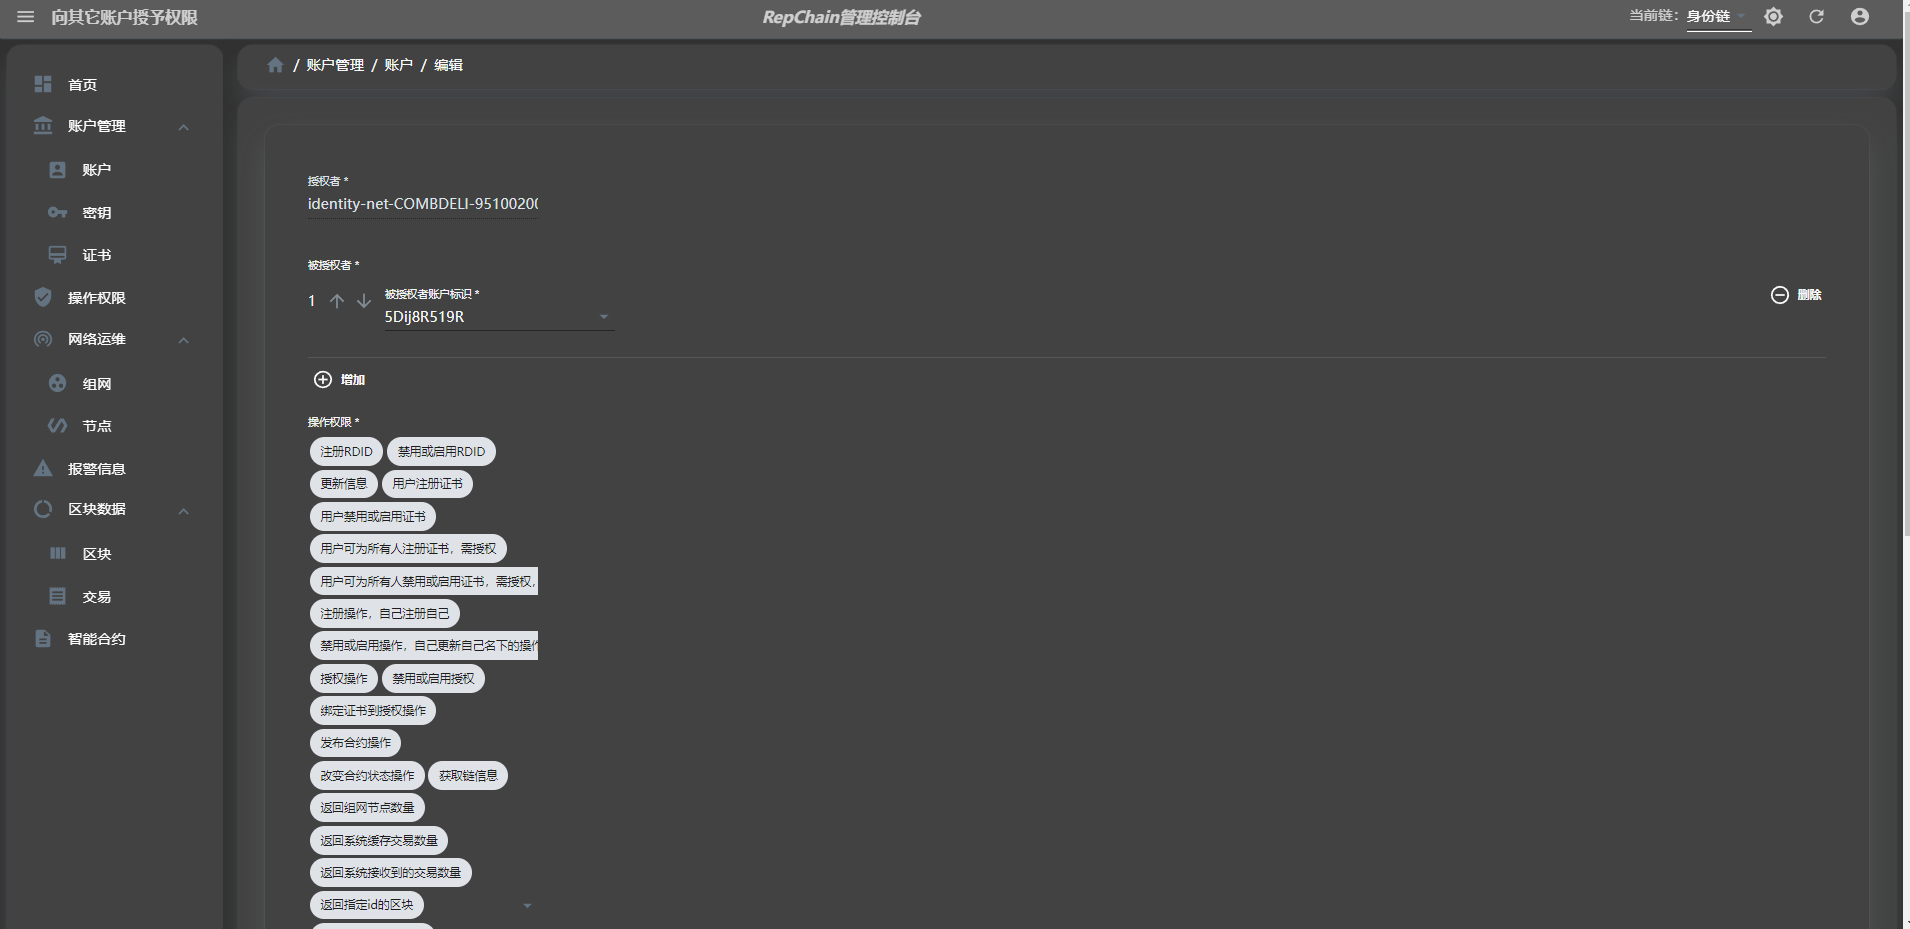 向其它账户授予权限
RepChain管理控制台
当前链：身份链
首页
账户管理
账户
密钥
证书
操作权限
网络运维
组网
节点
报警信息
区块数据
区块
交易
智能合约
/ 账户管理 / 账户 / 编辑
授权者 *
identity-net-COMBDELI-9510020
被授权者 *
1
被授权者账户标识 *
5Dij8R519R
删除
增加
操作权限 *
注册RDID 禁用或启用RDID
更新信息 用户注册证书
用户禁用或启用证书
用户可为所有人注册证书，需授权
用户可为所有人禁用或启用证书，需授权，
注册操作，自己注册自己
禁用或启用操作，自己更新自己名下的操作
授权操作 禁用或启用授权
绑定证书到授权操作
发布合约操作
改变合约状态操作 获取链信息
返回组网节点数量
返回系统缓存交易数量
返回系统接收到的交易数量
返回指定id的区块